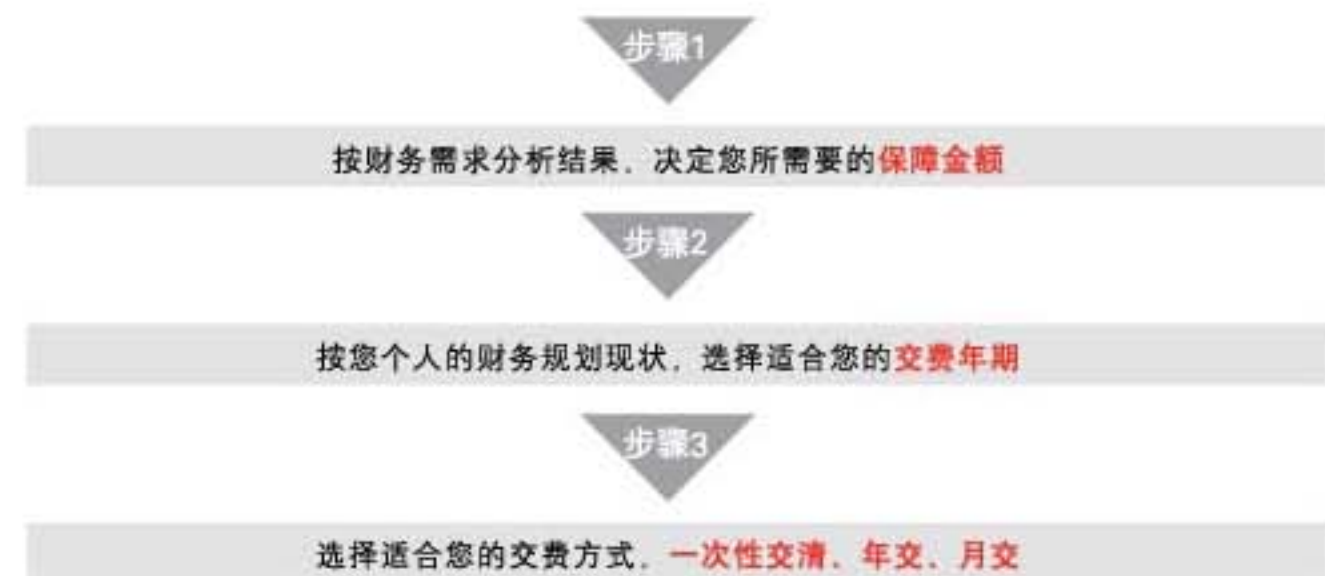 步骤1
按财务需求分析结果，决定您所需要的保障金额
步骤2
按您个人的财务规划现状，选择适合您的交费年期
步骤3
选择适合您的交费方式，一次性交清、年交、月交